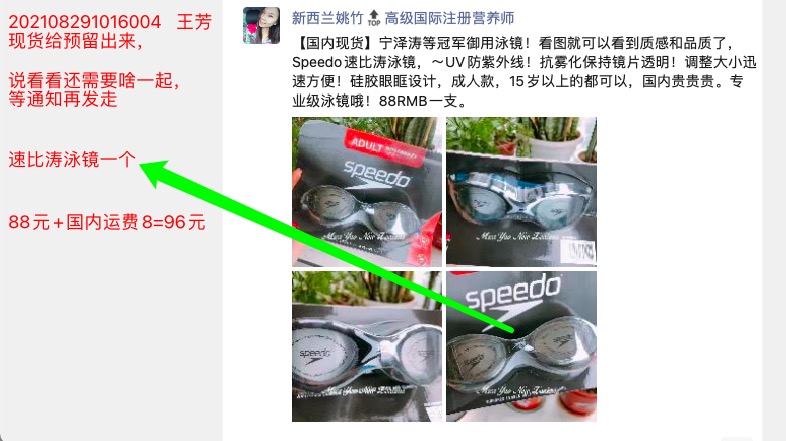 202108291016004 王芳
现货给预留出来，
说看看还需要啥一起，
等通知再发走
速比涛泳镜一个
88元+国内运费8=96元
新西兰姚竹🔝高级国际注册营养师
【国内现货】宁泽涛等冠军御用泳镜！看图就可以看到质感和品质了，
Speedo速比涛泳镜，～UV防紫外线！抗雾化保持镜片透明！调整大小迅
速方便！硅胶眼眶设计，成人款，15岁以上的都可以，国内贵贵贵。专
业级泳镜哦！88RMB一支。
ADULT
speedo
Miss You New Zealand
Miss You New Zealand
speedo
Miss You New Zealand
speedo
Miss You New Zealand